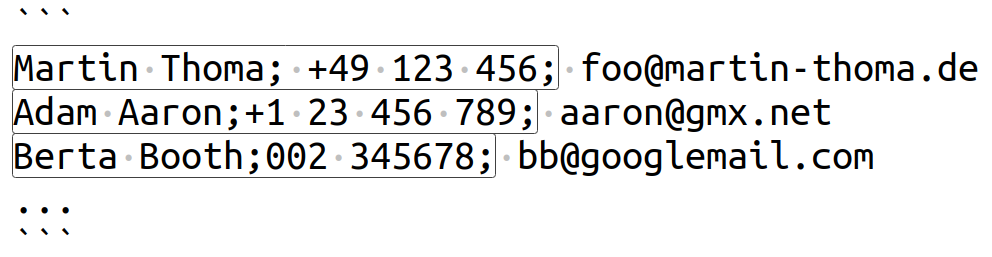 ```
Martin Thoma; +49 123 456; foo@martin-thoma.de
Adam Aaron;+1 23 456 789; aaron@gmx.net
Berta Booth;002 345678; bb@googlemail.com
...
```